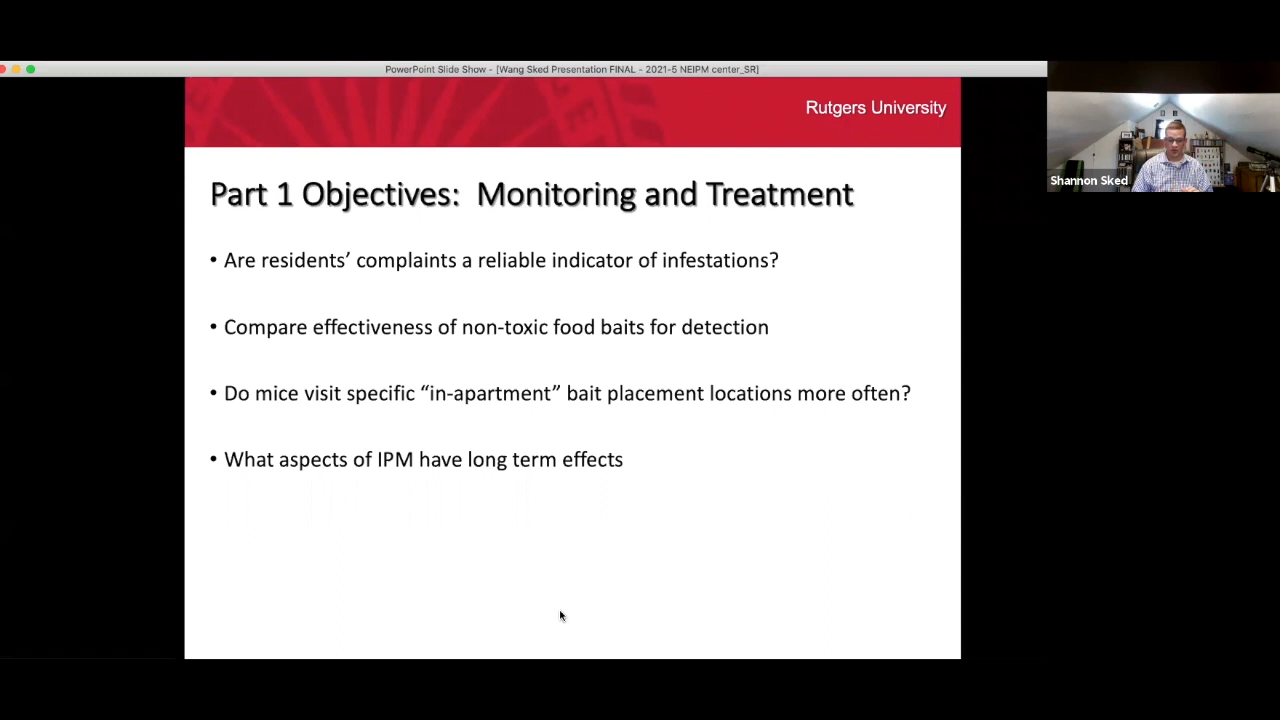 PowerPoint Slide Show - [Wang Sked Presentation FINAL - 2021-5 NEIPM center_SR]
Rutgers University
Shannon Sked
Part 1 Objectives:  Monitoring and Treatment
• Are residents’ complaints a reliable indicator of infestations?
• Compare effectiveness of non-toxic food baits for detection
• Do mice visit specific “in-apartment” bait placement locations more often?
• What aspects of IPM have long term effects